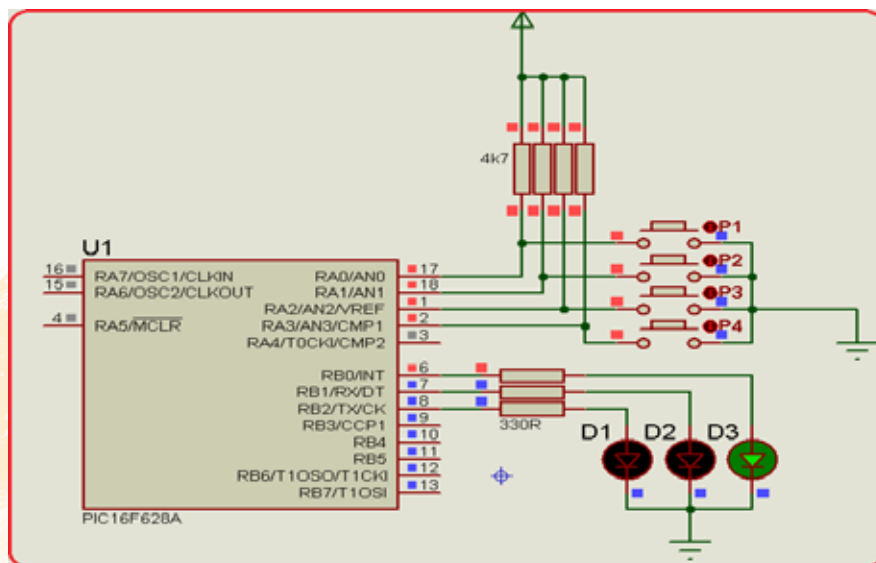 4k7
P1
P2
P3
P4
U1
16 RA7/OSC1/CLKIN RA0/AN0 17
15 RA6/OSC2/CLKOUT RA1/AN1 18
RA2/AN2/VREF 1
4 RA5/MCLR RA3/AN3/CMP1 2
RA4/T0CKI/CMP2 3
RB0/INT 6
RB1/RX/DT 7
RB2/TX/CK 8
RB3/CCP1 9
RB4 10
RB5 11
RB6/T1OSO/T1CKI 12
RB7/T1OSI 13
330R
D1 D2 D3
PIC16F628A